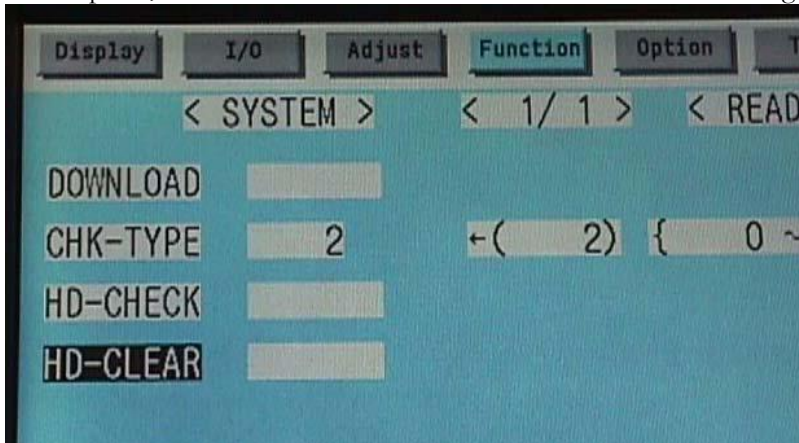 Display I/O Adjust Function Option T
< SYSTEM > < 1/ 1 > < READ
DOWNLOAD
CHK-TYPE 2 ←( 2) { 0 ~
HD-CHECK
HD-CLEAR